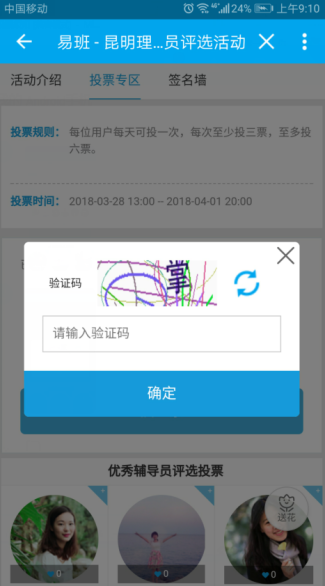 中国移动 24% 上午9:10
易班 - 昆明理...员评选活动
活动介绍 投票专区 签名墙
投票规则： 每位用户每天可投一次，每次至少投三票，至多投
六票。
投票时间： 2018-03-28 13:00 -- 2018-04-01 20:00
验证码 掌
请输入验证码
确定
优秀辅导员评选投票
送花
0 0 0